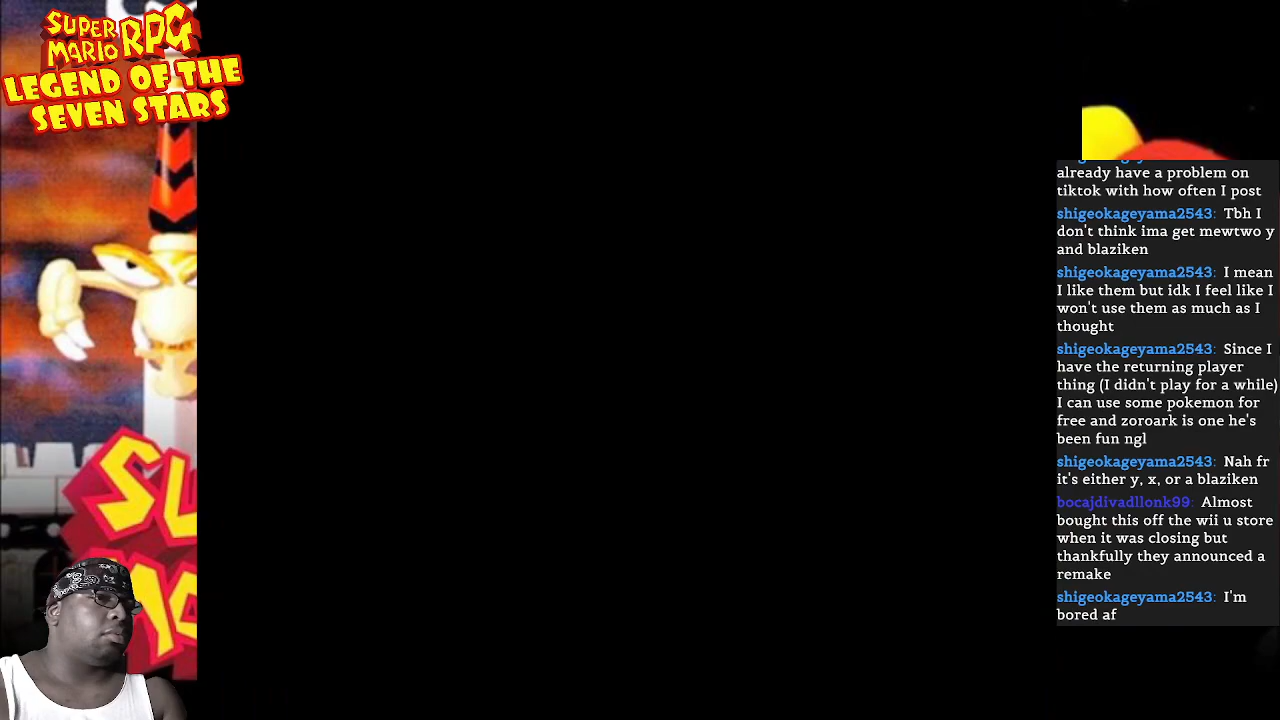 SUPER
MARIO RPG
LEGEND OF THE
SEVEN STARS
SU
already have a problem on
tiktok with how often I post
shigeokageyama2543: Tbh I
don't think ima get mewtwo y
and blaziken
shigeokageyama2543: I mean
I like them but idk I feel like I
won't use them as much as I
thought
shigeokageyama2543: Since I
have the returning player
thing (I didn't play for a while)
I can use some pokemon for
free and zoroark is one he's
been fun ngl
shigeokageyama2543: Nah fr
it's either y, x, or a blaziken
bocajdivadllonk99: Almost
bought this off the wii u store
when it was closing but
thankfully they announced a
remake
shigeokageyama2543: I'm
bored af